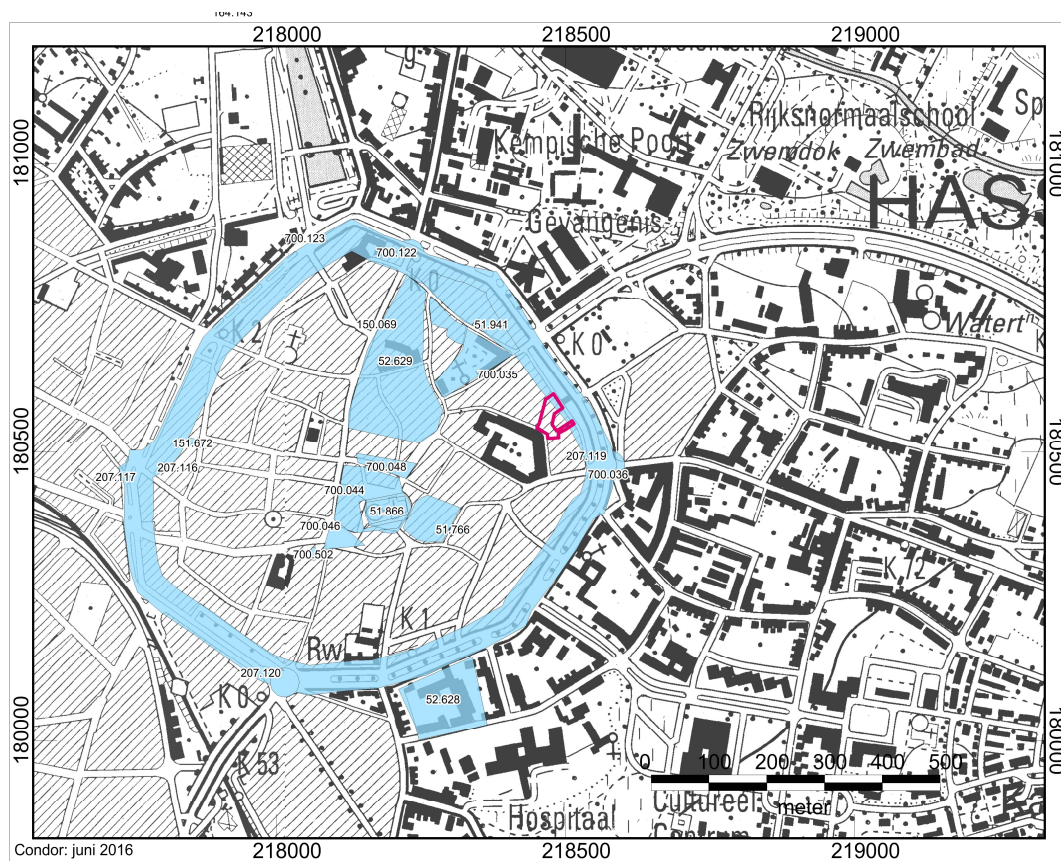 164.143
218000 218500 219000
181000
181000
g
Kempische Poort
Rijksnormaalschool
Sp
Zwemdok Zwembad
HAS
Gevangenis
700.123
700.122
K 0
150.069
51.941
K 2
K 0
Watertn
K
52.629
700.035
180500
180500
151.672
207.119
207.116
207.117
700.048
700.036
700.044
51.866
700.046
51.766
700.502
K 72
K 1
Rw
207.120
K 0
52.628
180000
180000
K 53
0 100 200 300 400 500
meter
Hospitaal
Cultureel
Centrum
Ka
Condor: juni 2016
218000 218500 219000